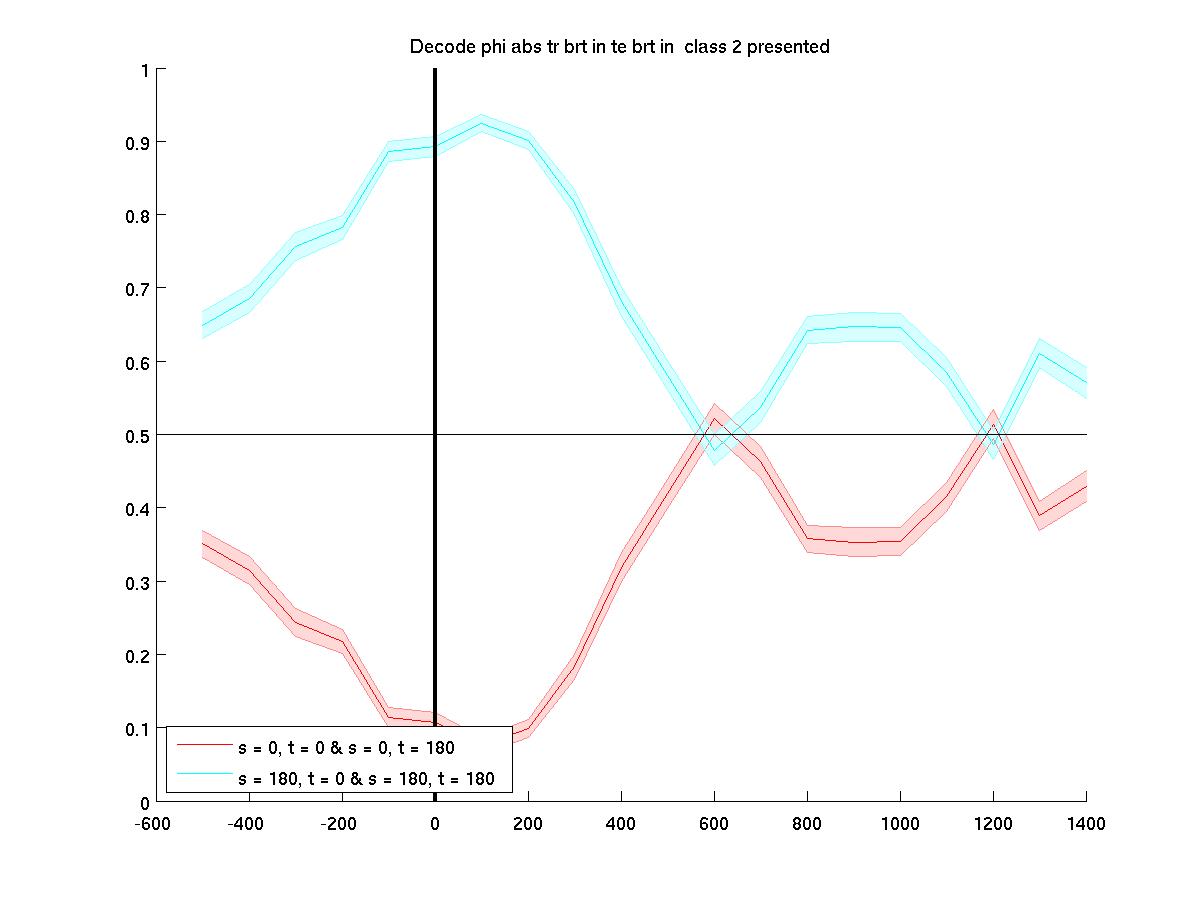 Decode phi abs tr brt in te brt in  class 2 presented
1
0.9
0.8
0.7
0.6
0.5
0.4
0.3
0.2
0.1
0
s = 0, t = 0 & s = 0, t = 180
s = 180, t = 0 & s = 180, t = 180
-600 -400 -200 0 200 400 600 800 1000 1200 1400